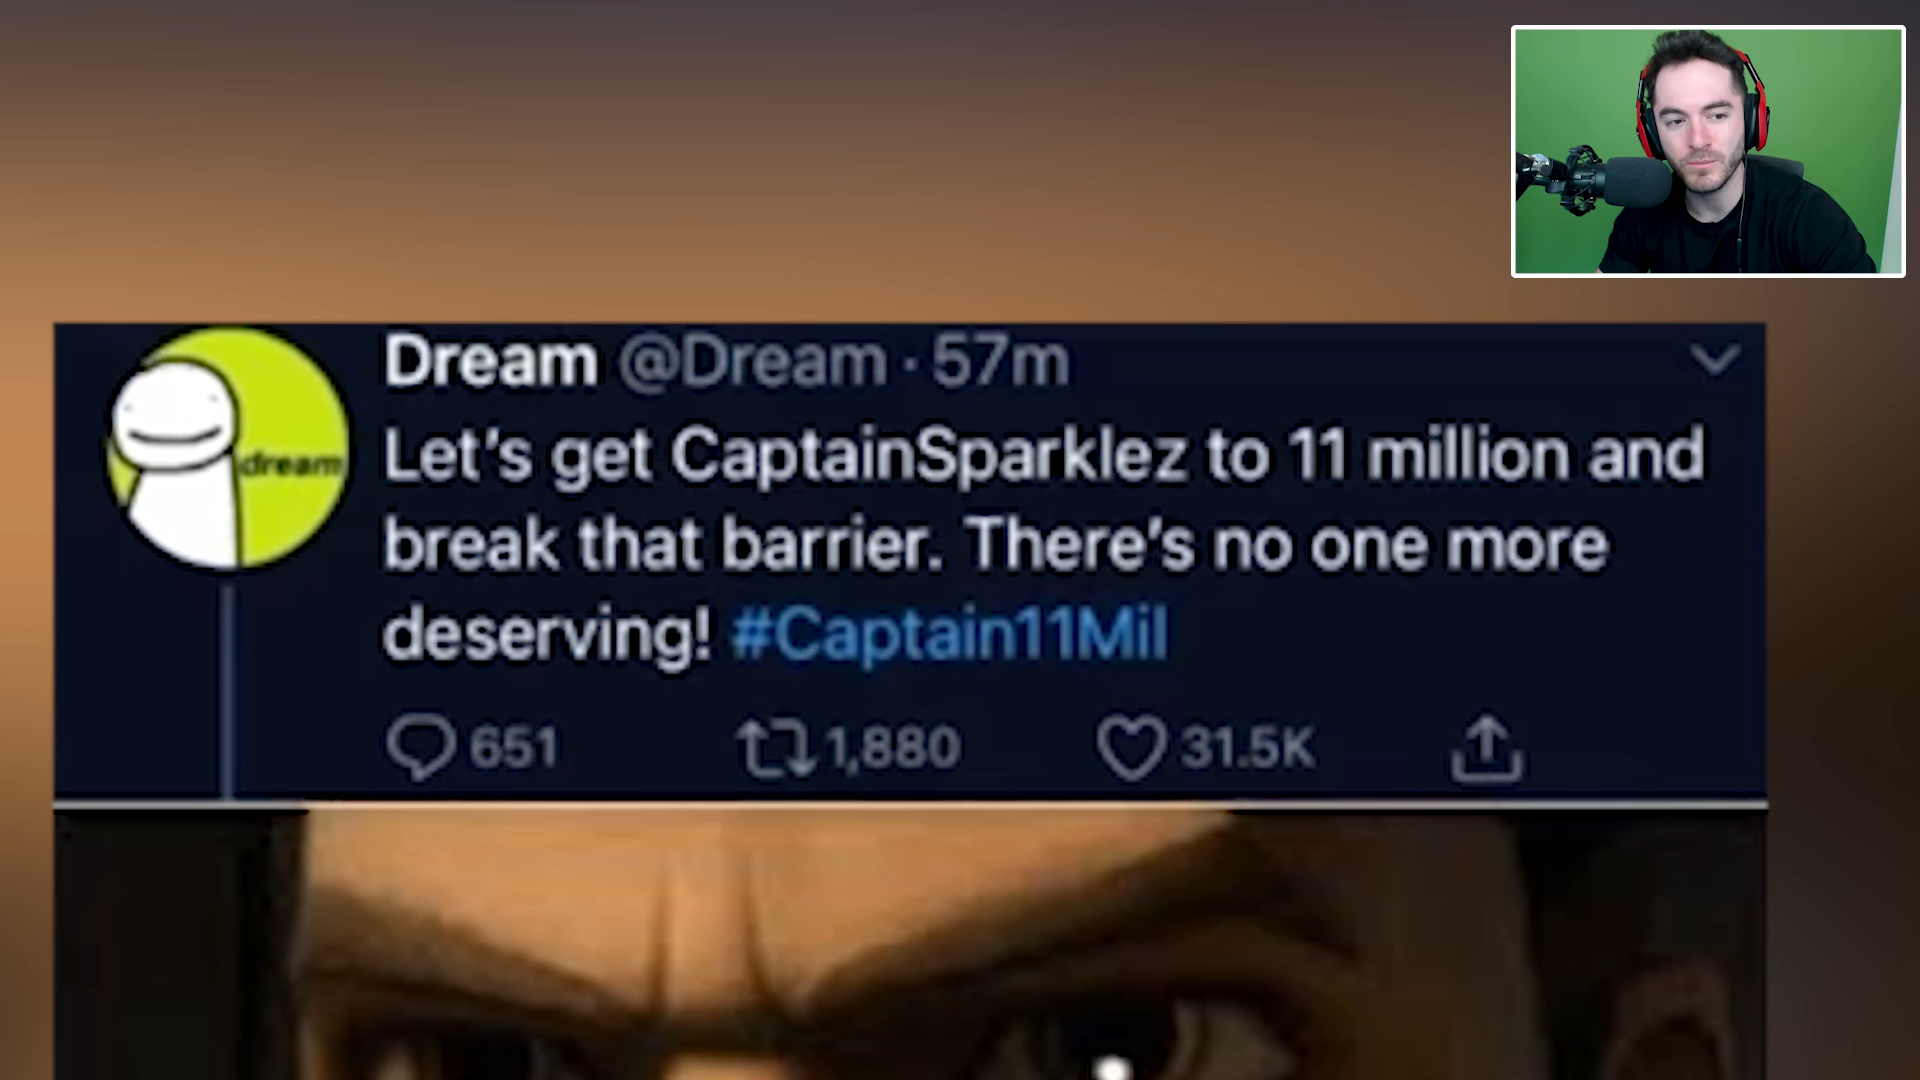 Dream @Dream · 57m
dream
Let's get CaptainSparklez to 11 million and
break that barrier. There's no one more
deserving! #Captain11Mil
651 1,880 31.5K